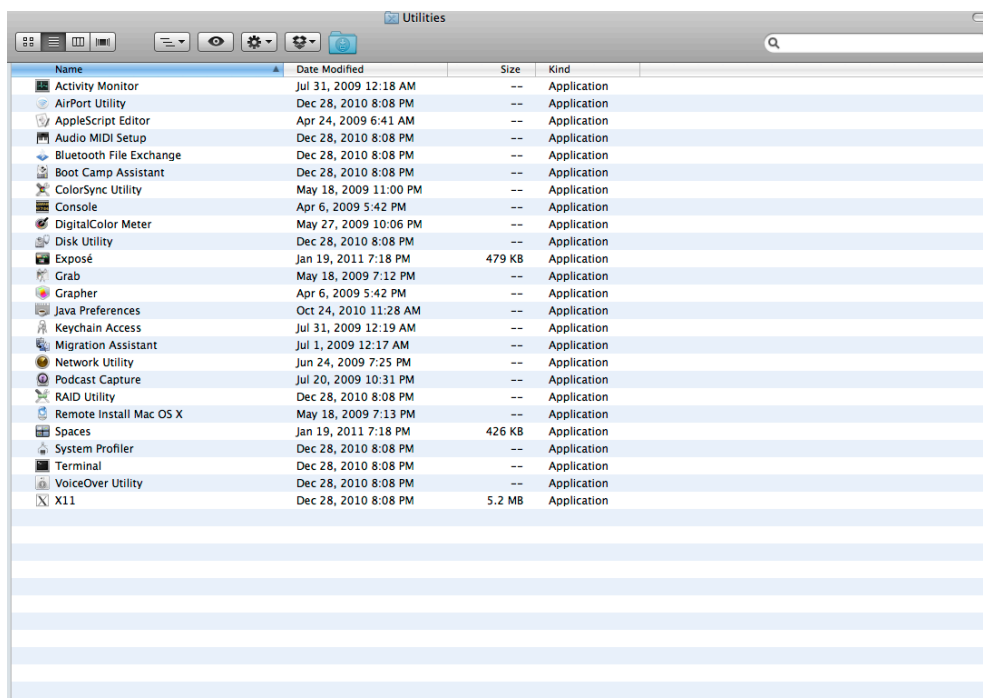 Utilities
Name Date Modified Size Kind
Activity Monitor Jul 31, 2009 12:18 AM -- Application
AirPort Utility Dec 28, 2010 8:08 PM -- Application
AppleScript Editor Apr 24, 2009 6:41 AM -- Application
Audio MIDI Setup Dec 28, 2010 8:08 PM -- Application
Bluetooth File Exchange Dec 28, 2010 8:08 PM -- Application
Boot Camp Assistant Dec 28, 2010 8:08 PM -- Application
ColorSync Utility May 18, 2009 11:00 PM -- Application
Console Apr 6, 2009 5:42 PM -- Application
DigitalColor Meter May 27, 2009 10:06 PM -- Application
Disk Utility Dec 28, 2010 8:08 PM -- Application
Exposé Jan 19, 2011 7:18 PM 479 KB Application
Grab May 18, 2009 7:12 PM -- Application
Grapher Apr 6, 2009 5:42 PM -- Application
Java Preferences Oct 24, 2010 11:28 AM -- Application
Keychain Access Jul 31, 2009 12:19 AM -- Application
Migration Assistant Jul 1, 2009 12:17 AM -- Application
Network Utility Jun 24, 2009 7:25 PM -- Application
Podcast Capture Jul 20, 2009 10:31 PM -- Application
RAID Utility Dec 28, 2010 8:08 PM -- Application
Remote Install Mac OS X May 18, 2009 7:13 PM -- Application
Spaces Jan 19, 2011 7:18 PM 426 KB Application
System Profiler Dec 28, 2010 8:08 PM -- Application
Terminal Dec 28, 2010 8:08 PM -- Application
VoiceOver Utility Dec 28, 2010 8:08 PM -- Application
X11 Dec 28, 2010 8:08 PM 5.2 MB Application